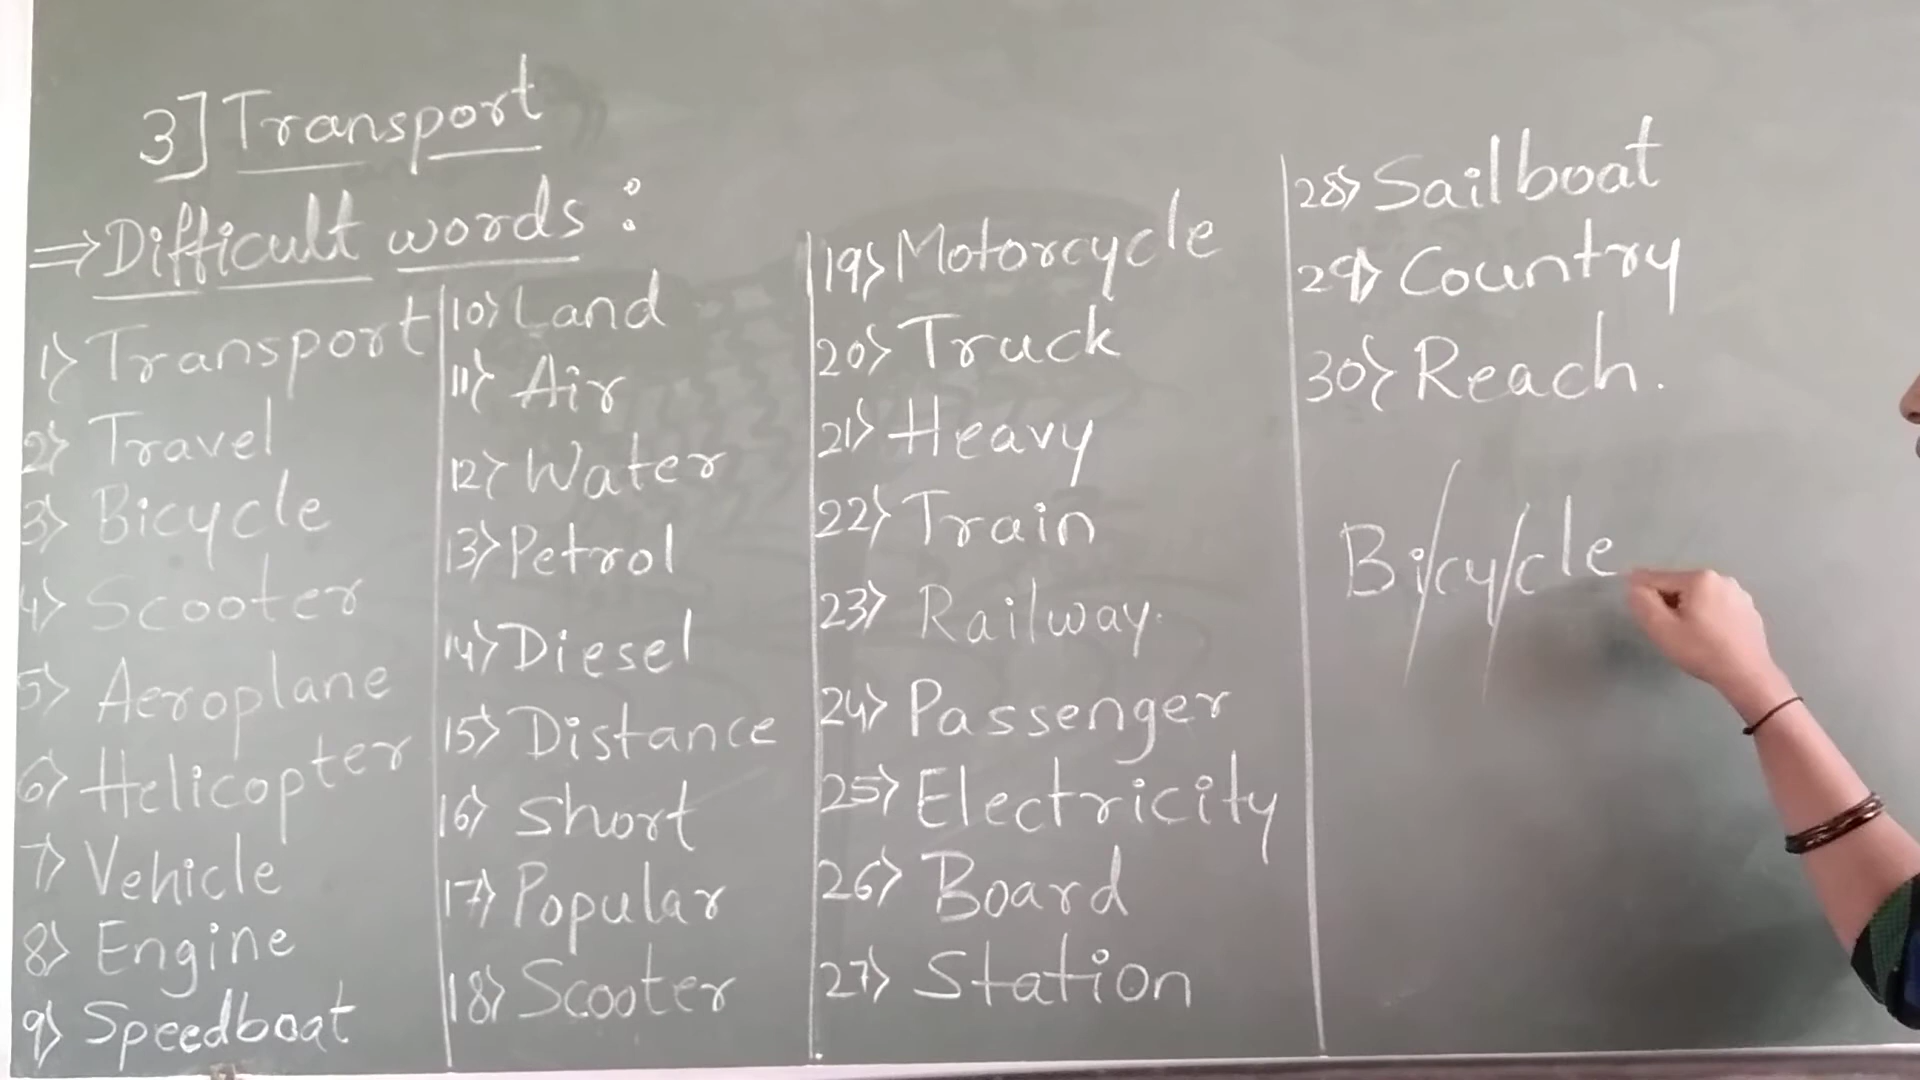 3] Transport
⇒ Difficult words :
1) Transport
2) Travel
3) Bicycle
4) Scooter
5) Aeroplane
6) Helicopter
7) Vehicle
8) Engine
9) Speedboat
10) Land
11) Air
12) Water
13) Petrol
14) Diesel
15) Distance
16) Short
17) Popular
18) Scooter
19) Motorcycle
20) Truck
21) Heavy
22) Train
23) Railway.
24) Passenger
25) Electricity
26) Board
27) Station
28) Sailboat
29) Country
30) Reach.
Bi/cy/cle